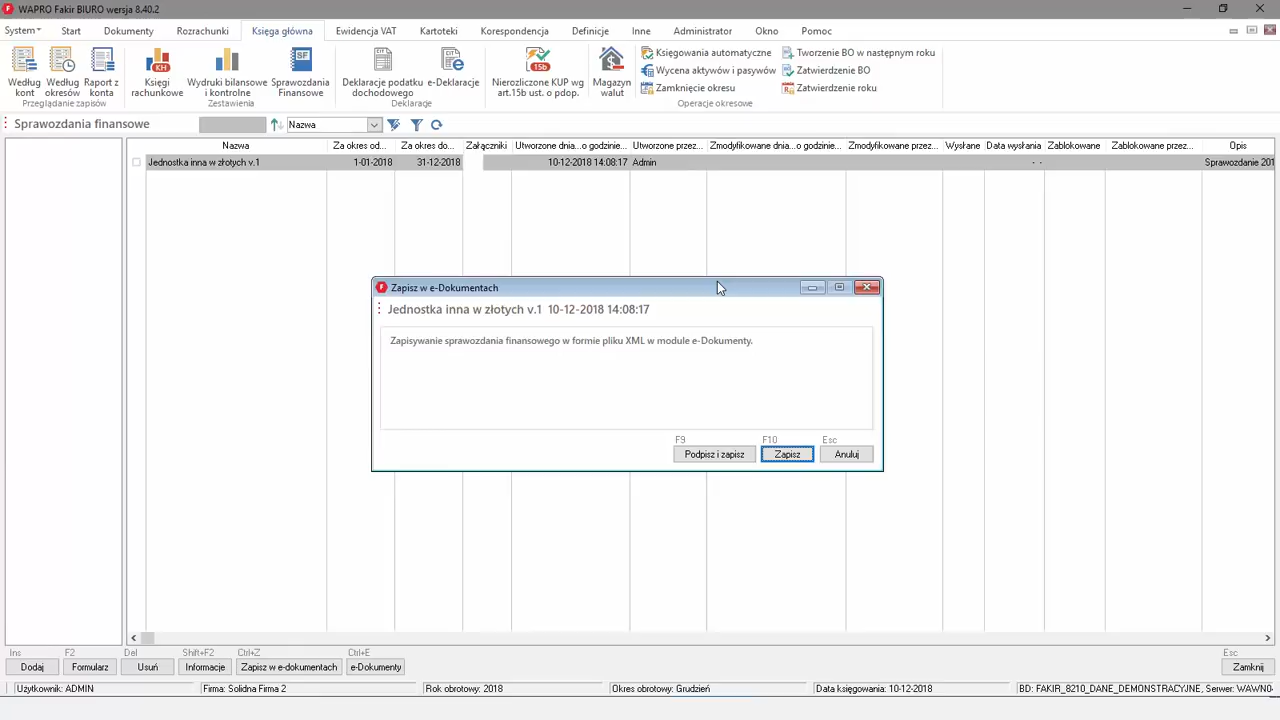 WAPRO Fakir BIURO wersja 8.40.2
System Start Dokumenty Rozrachunki Księga główna Ewidencja VAT Kartoteki Korespondencja Definicje Inne Administrator Okno Pomoc
Według kont
Według okresów
Raport z konta
Przeglądanie zapisów
Księgi rachunkowe
Wydruki bilansowe i kontrolne
Sprawozdania Finansowe
Zestawienia
Deklaracje podatku dochodowego
e-Deklaracje
Deklaracje
Nierozliczone KUP wg art.15b ust. o pdop.
Magazyn walut
Księgowania automatyczne
Wycena aktywów i pasywów
Zamknięcie okresu
Tworzenie BO w następnym roku
Zatwierdzenie BO
Zatwierdzenie roku
Operacje okresowe
Sprawozdania finansowe Nazwa
Nazwa Za okres od... Za okres do... Załączniki Utworzone dnia...o godzinie... Utworzone przez... Zmodyfikowane dnia...o godzinie... Zmodyfikowane przez... Wysłane Data wysłania Zablokowane Zablokowane przez... Opis
Jednostka inna w złotych v.1 1-01-2018 31-12-2018 10-12-2018 14:08:17 Admin - - Sprawozdanie 201
Zapisz w e-Dokumentach
Jednostka inna w złotych v.1 10-12-2018 14:08:17
Zapisywanie sprawozdania finansowego w formie pliku XML w module e-Dokumenty.
F9 F10 Esc
Podpisz i zapisz Zapisz Anuluj
Ins F2 Del Shift+F2 Ctrl+Z Ctrl+E Esc
Dodaj Formularz Usuń Informacje Zapisz w e-dokumentach e-Dokumenty Zamknij
Użytkownik: ADMIN Firma: Solidna Firma 2 Rok obrotowy: 2018 Okres obrotowy: Grudzień Data księgowania: 10-12-2018 BD: FAKIR_8210_DANE_DEMONSTRACYJNE, Serwer: WAWN04